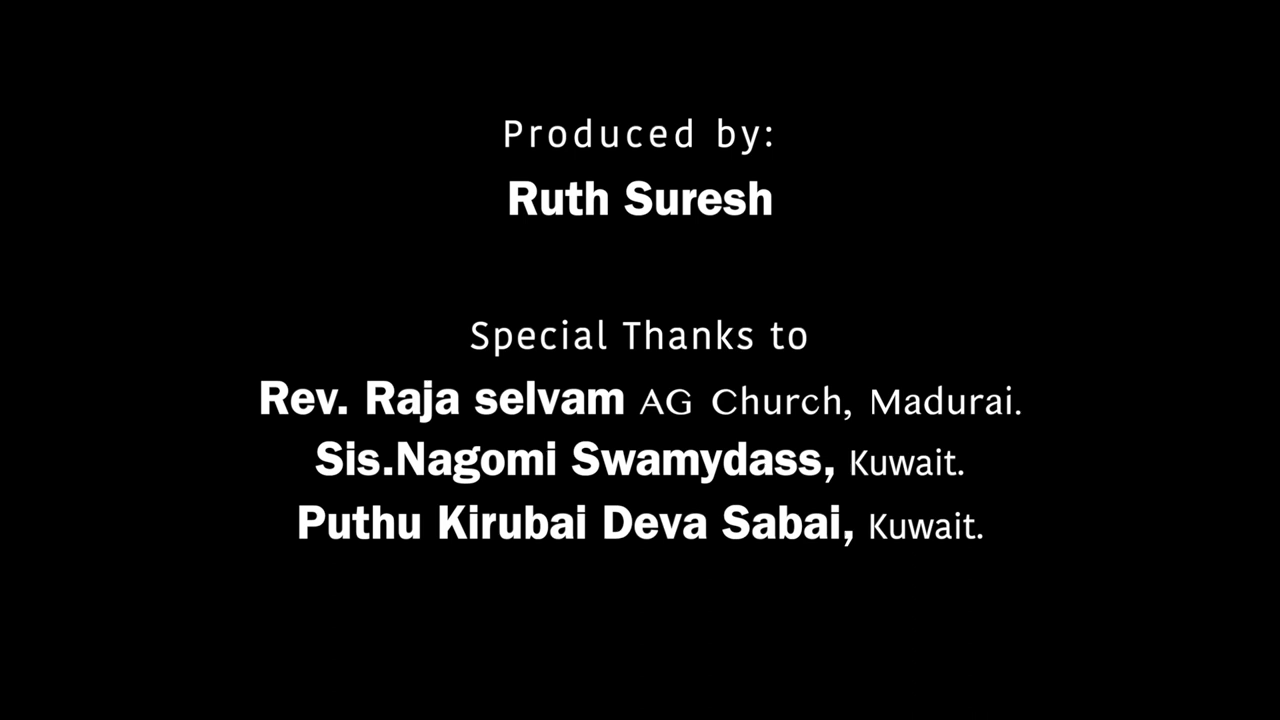 Produced by:
Ruth Suresh
Special Thanks to
Rev. Raja selvam AG Church, Madurai.
Sis.Nagomi Swamydass, Kuwait.
Puthu Kirubai Deva Sabai, Kuwait.